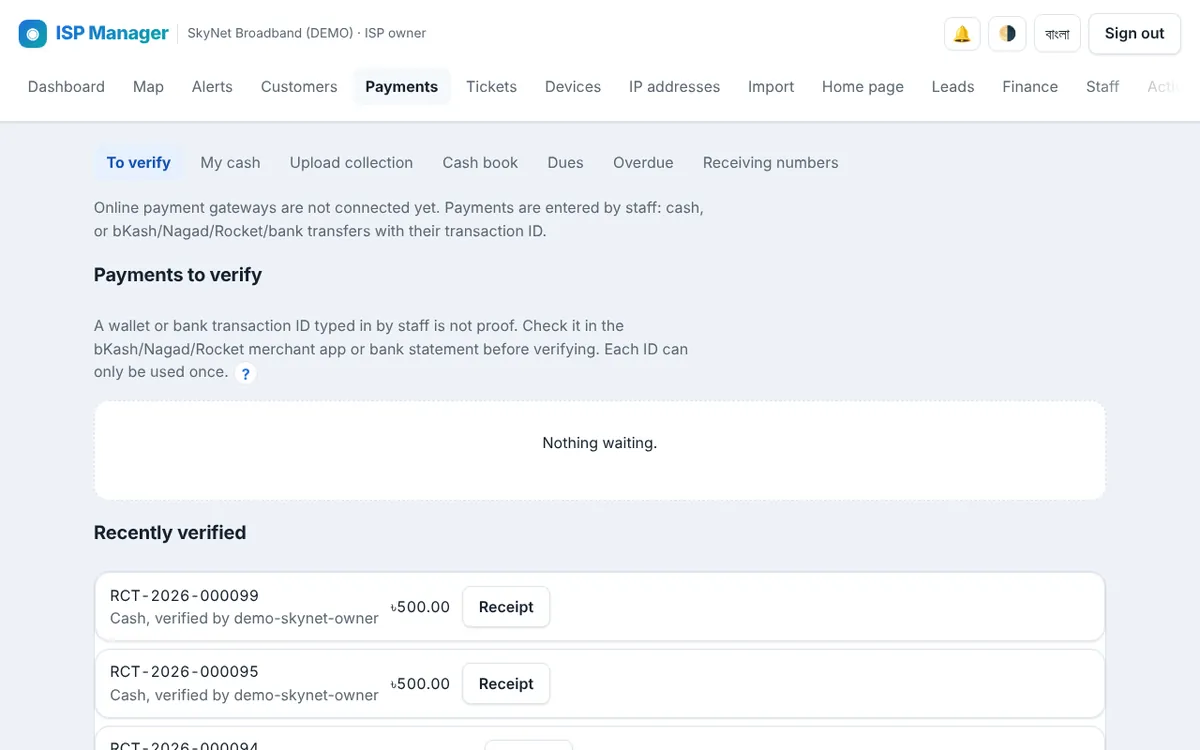 ISP Manager
SkyNet Broadband (DEMO) · ISP owner
বাংলা
Sign out
Dashboard
Map
Alerts
Customers
Payments
Tickets
Devices
IP addresses
Import
Home page
Leads
Finance
Staff
To verify
My cash
Upload collection
Cash book
Dues
Overdue
Receiving numbers
Online payment gateways are not connected yet. Payments are entered by staff: cash,
or bKash/Nagad/Rocket/bank transfers with their transaction ID.
Payments to verify
A wallet or bank transaction ID typed in by staff is not proof. Check it in the
bKash/Nagad/Rocket merchant app or bank statement before verifying. Each ID can
only be used once. ?
Nothing waiting.
Recently verified
RCT-2026-000099
Cash, verified by demo-skynet-owner
৳500.00
Receipt
RCT-2026-000095
Cash, verified by demo-skynet-owner
৳500.00
Receipt
RCT-2026-000094